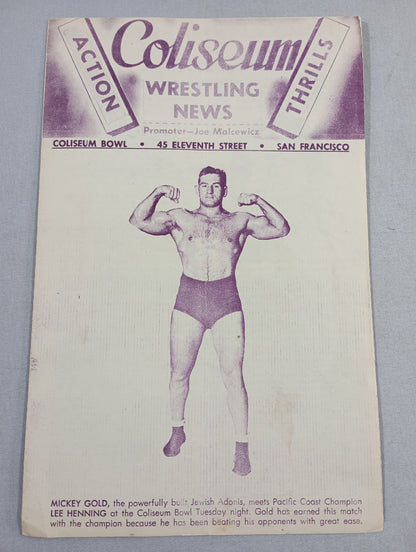 ACTION
Coliseum
THRILLS
WRESTLING
NEWS
Promoter—Joe Malcewicz
COLISEUM BOWL • 45 ELEVENTH STREET • SAN FRANCISCO
MICKEY GOLD, the powerfully built Jewish Adonis, meets Pacific Coast Champion
LEE HENNING at the Coliseum Bowl Tuesday night. Gold has earned this match
with the champion because he has been beating his opponents with great ease.